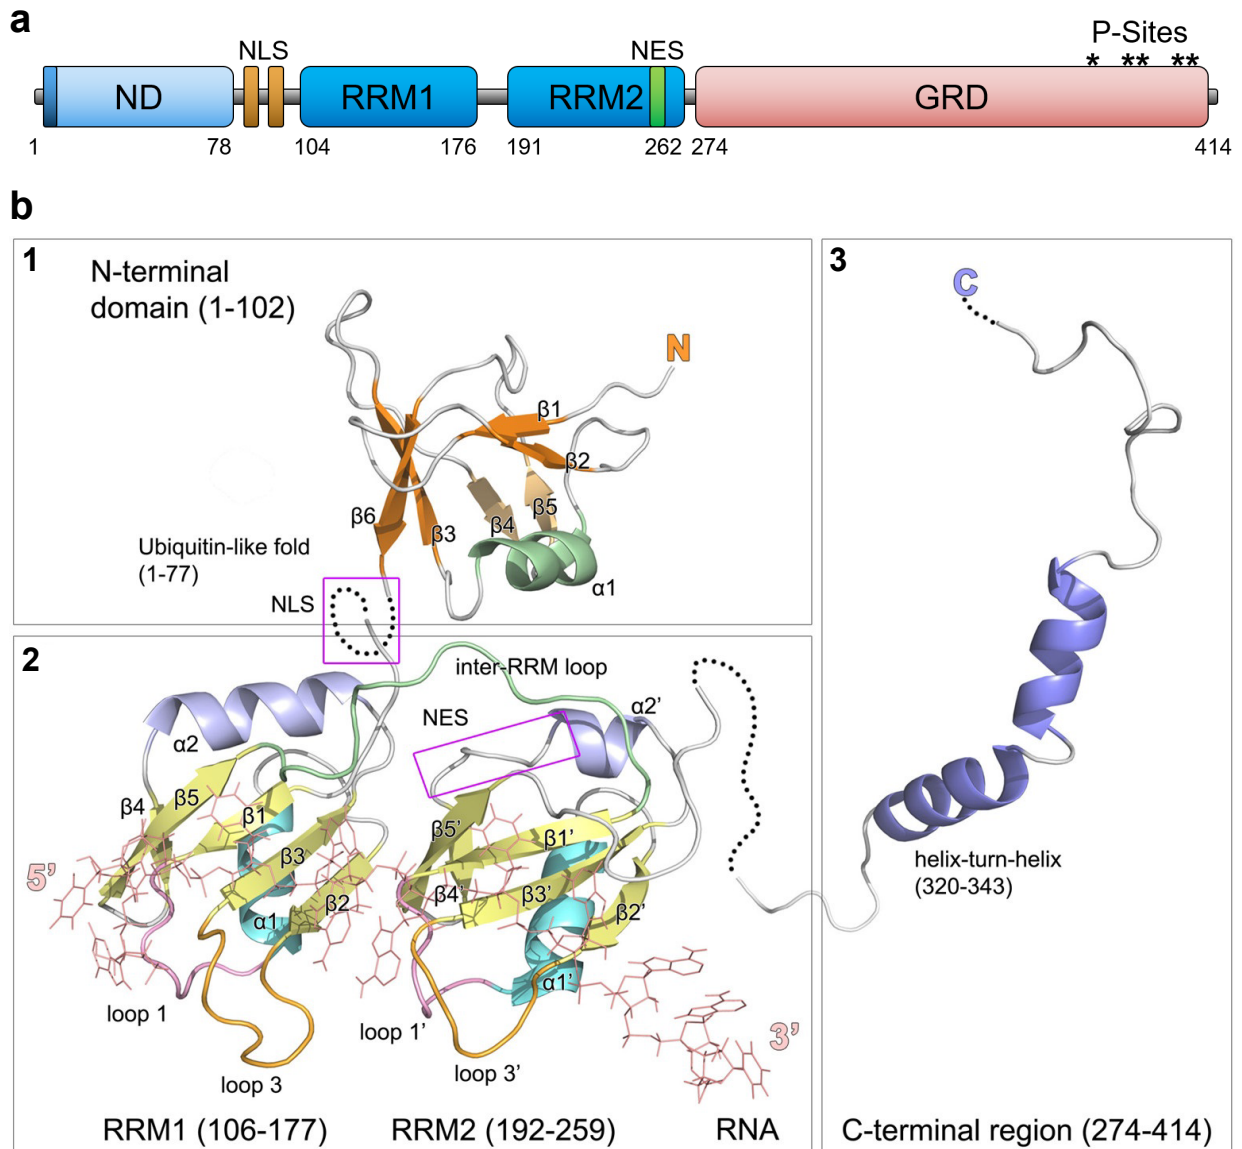 a
P-Sites
NLS
NES
* ** **
ND
RRM1
RRM2
GRD
1
78
104
176
191
262
274
414
b
1
N-terminal
domain (1-102)
N
β1
β2
β6
β3
β4
β5
α1
Ubiquitin-like fold
(1-77)
NLS
2
inter-RRM loop
NES
α2
α2’
β4
β5
β1
β3
β2
α1
β5’
β1’
β4’
β3’
β2’
α1’
5’
loop 1
loop 3
loop 1’
loop 3’
3’
RRM1 (106-177)
RRM2 (192-259)
RNA
3
C
helix-turn-helix
(320-343)
C-terminal region (274-414)